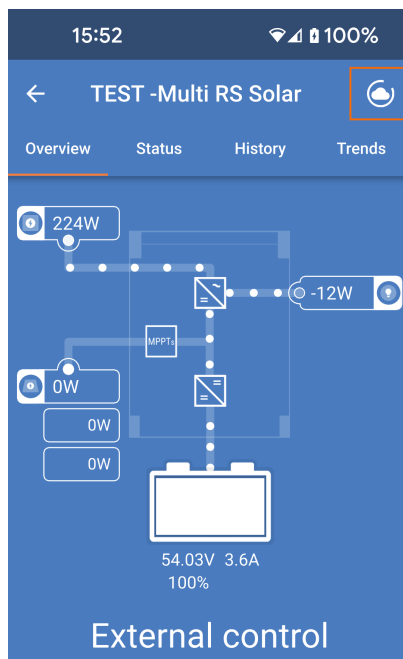 15:52 100%
TEST -Multi RS Solar
Overview Status History Trends
224W
-12W
MPPTs
0W
0W
0W
54.03V 3.6A
100%
External control